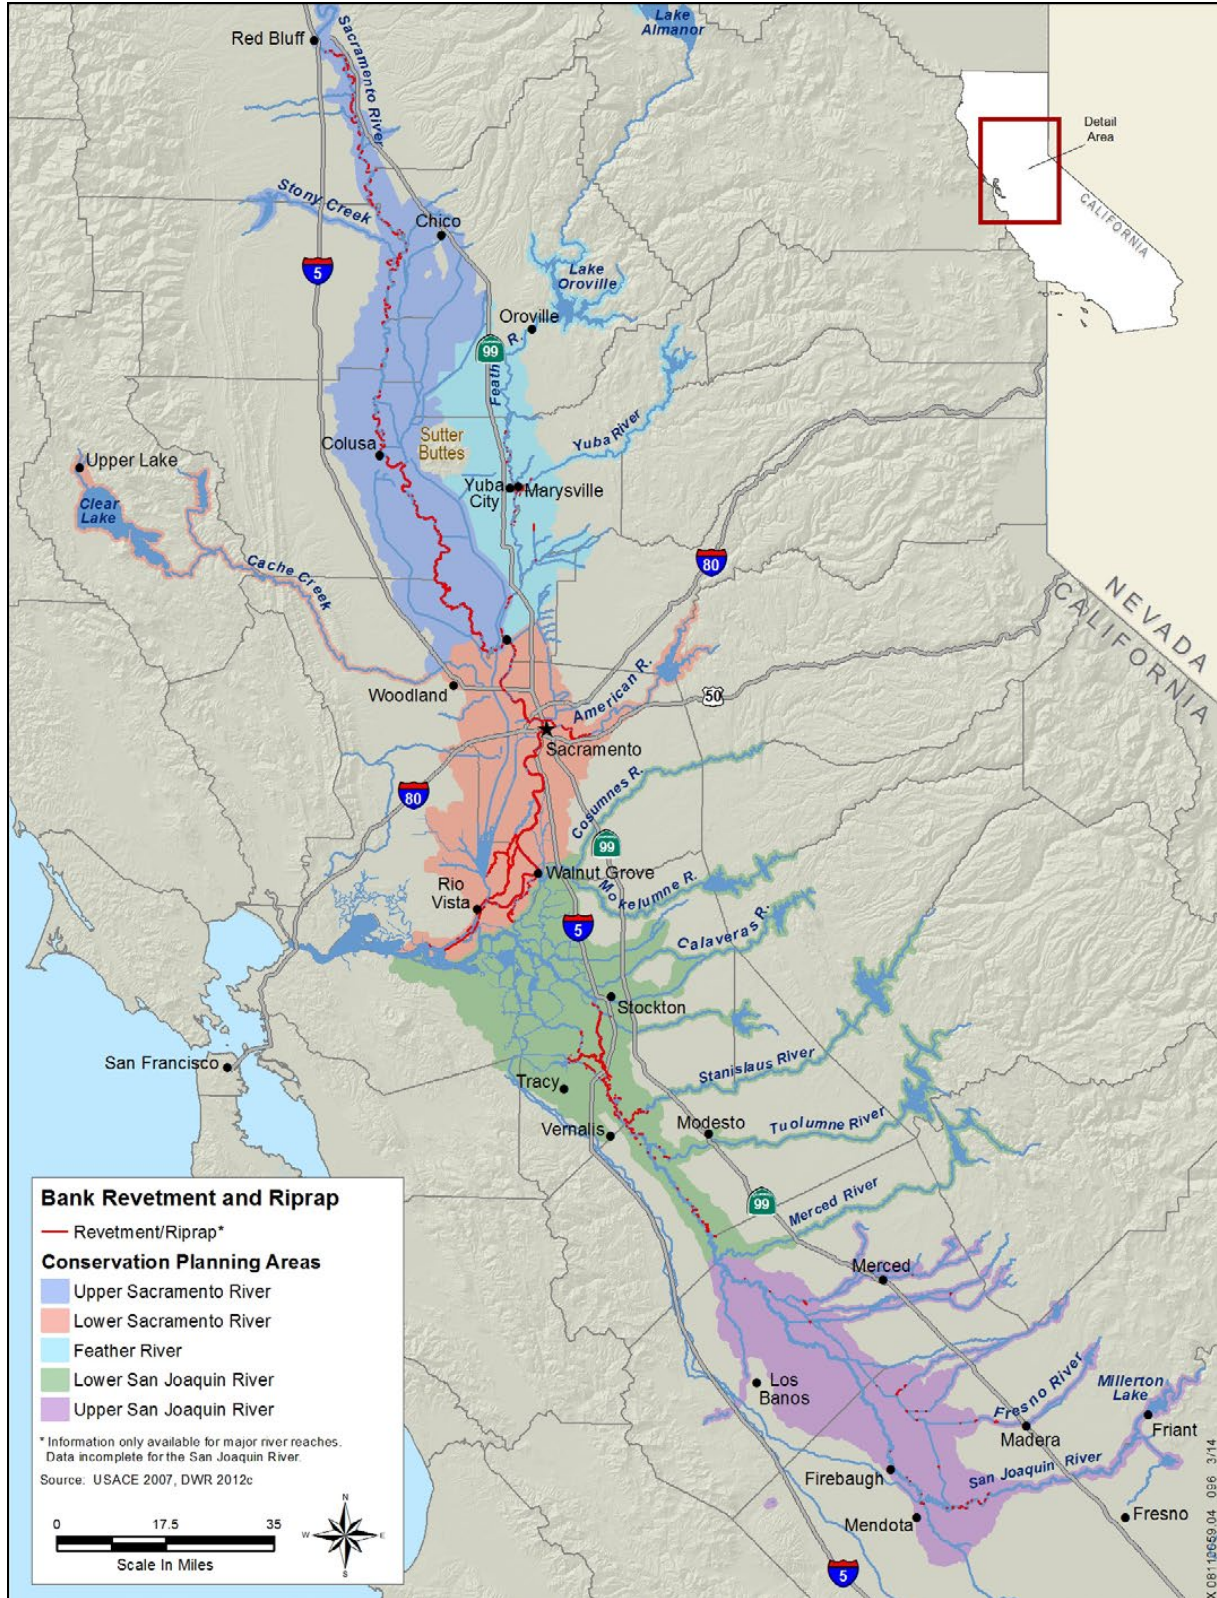 Red Bluff
Sacramento River
Lake
Almanor
Detail
Area
CALIFORNIA
Stony Creek
Chico
5
Lake
Oroville
Oroville
99
Feath R.
Yuba River
Sutter
Buttes
Colusa
Upper Lake
Yuba
City
Marysville
Clear
Lake
80
Cache Creek
NEVADA
CALIFORNIA
Woodland
American R.
50
Sacramento
80
Cosumnes R.
99
Walnut Grove
Rio
Vista
Mokelumne R.
5
Calaveras R.
Stockton
San Francisco
Stanislaus River
Tracy
Modesto
Tuolumne River
Vernalis
Merced River
99
Merced
Los
Banos
Fresno River
Millerton
Lake
Friant
Madera
Firebaugh
San Joaquin River
Mendota
Fresno
5
Bank Revetment and Riprap
Revetment/Riprap*
Conservation Planning Areas
Upper Sacramento River
Lower Sacramento River
Feather River
Lower San Joaquin River
Upper San Joaquin River
* Information only available for major river reaches.
Data incomplete for the San Joaquin River.
Source: USACE 2007, DWR 2012c
0 17.5 35
Scale In Miles
N
W E
S
X 08110659.04 096 3/14